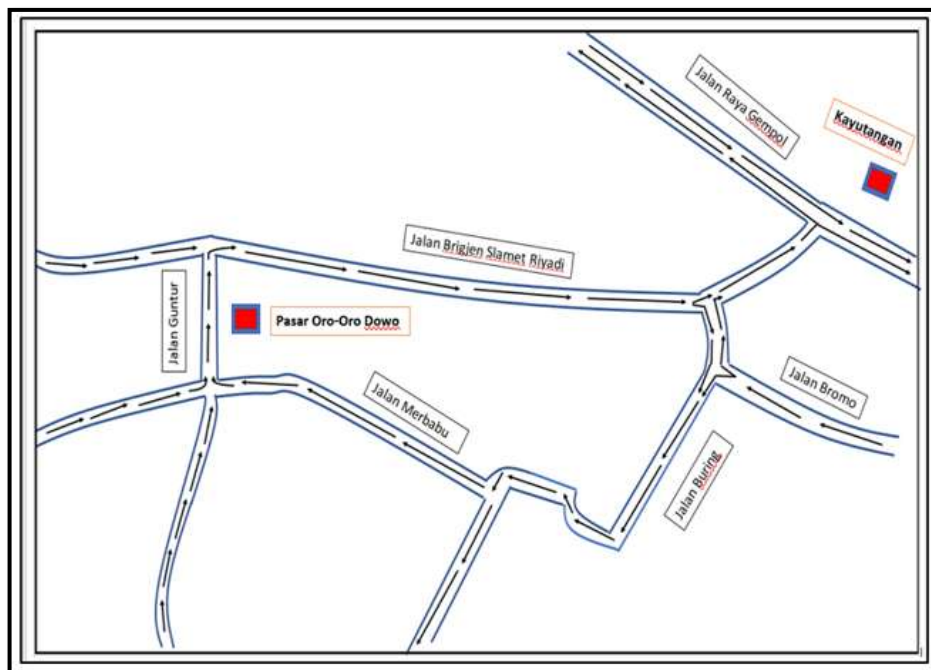 Jalan Raya Gempol
Kayutangan
Jalan Brigjen Slamet Riyadi
Jalan Guntur
Pasar Oro-Oro Dowo
Jalan Merbabu
Jalan Bromo
Jalan Buring